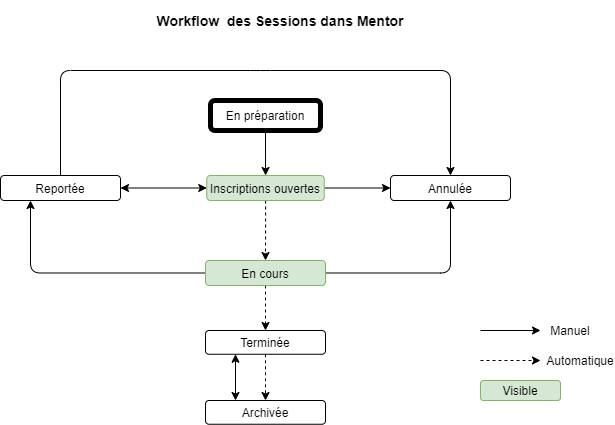 Workflow  des Sessions dans Mentor
En préparation
Reportée
Inscriptions ouvertes
Annulée
En cours
Terminée
Archivée
Manuel
Automatique
Visible